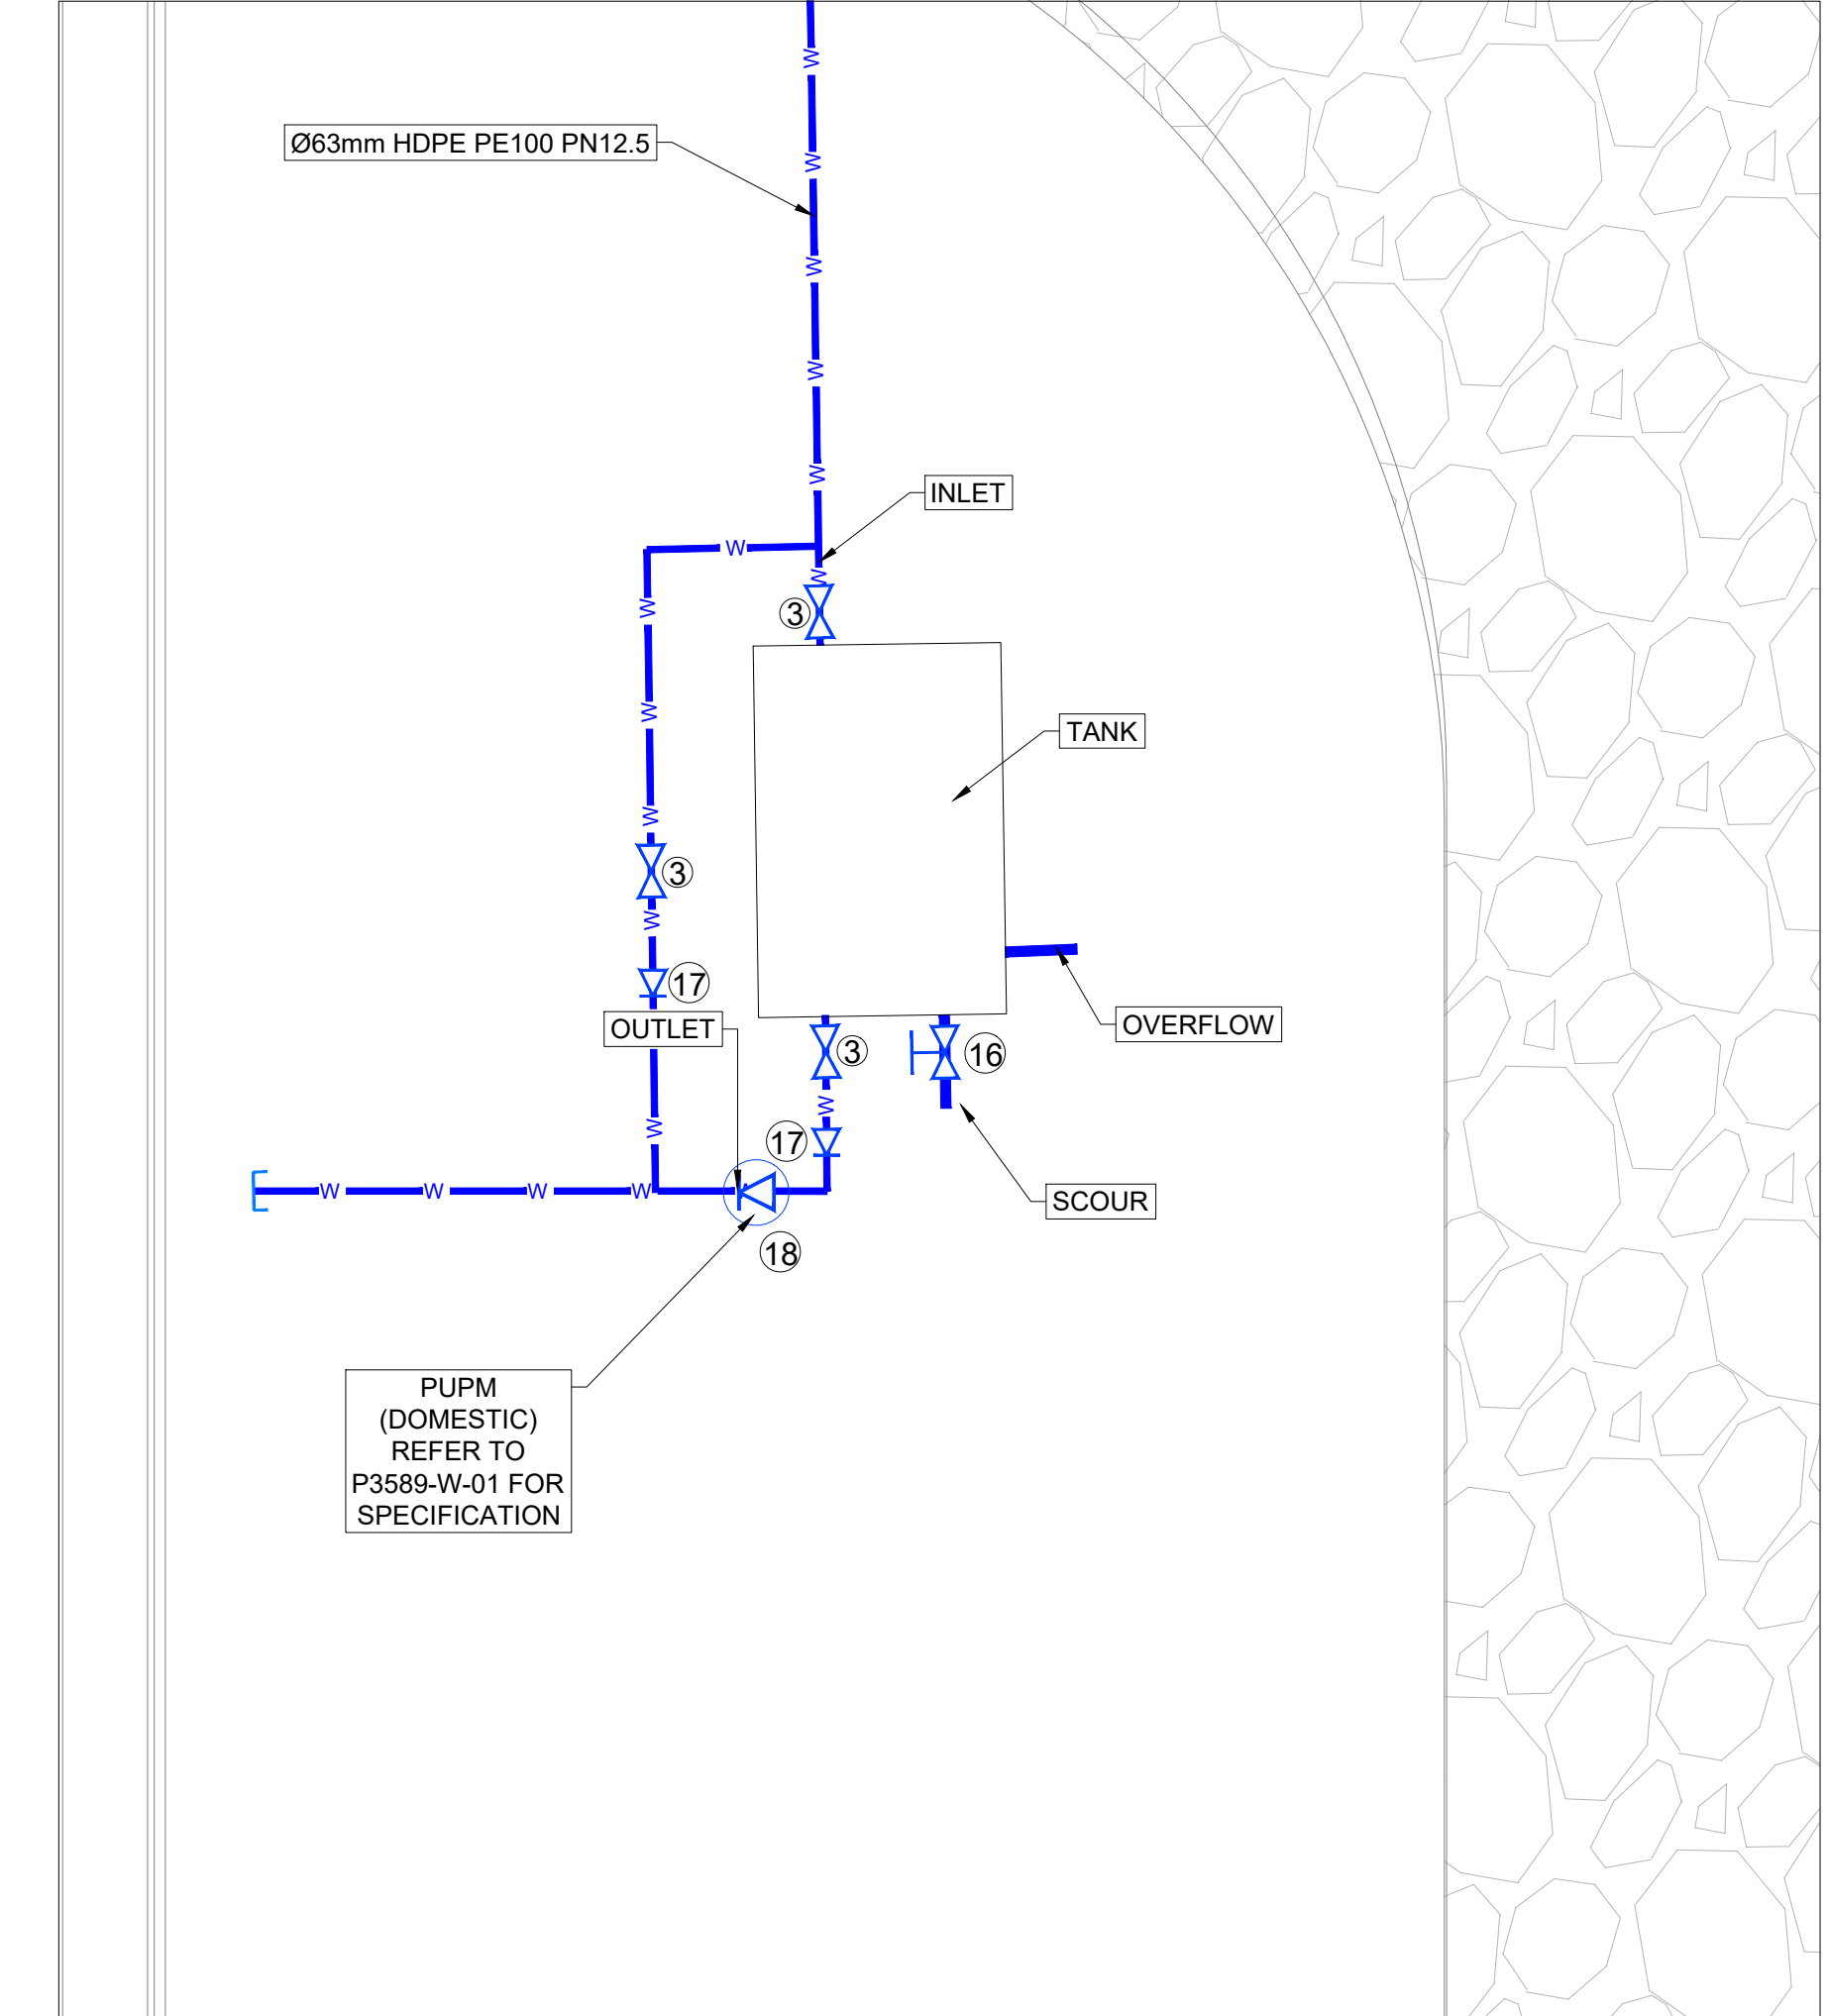 Ø63mm HDPE PE100 PN12.5
W
W
W
W
W
INLET
W
W
W
3
TANK
W
W
3
W
17
OVERFLOW
OUTLET
3
16
W
W
17
SCOUR
W
W
W
W
18
PUPM
(DOMESTIC)
REFER TO
P3589-W-01 FOR
SPECIFICATION